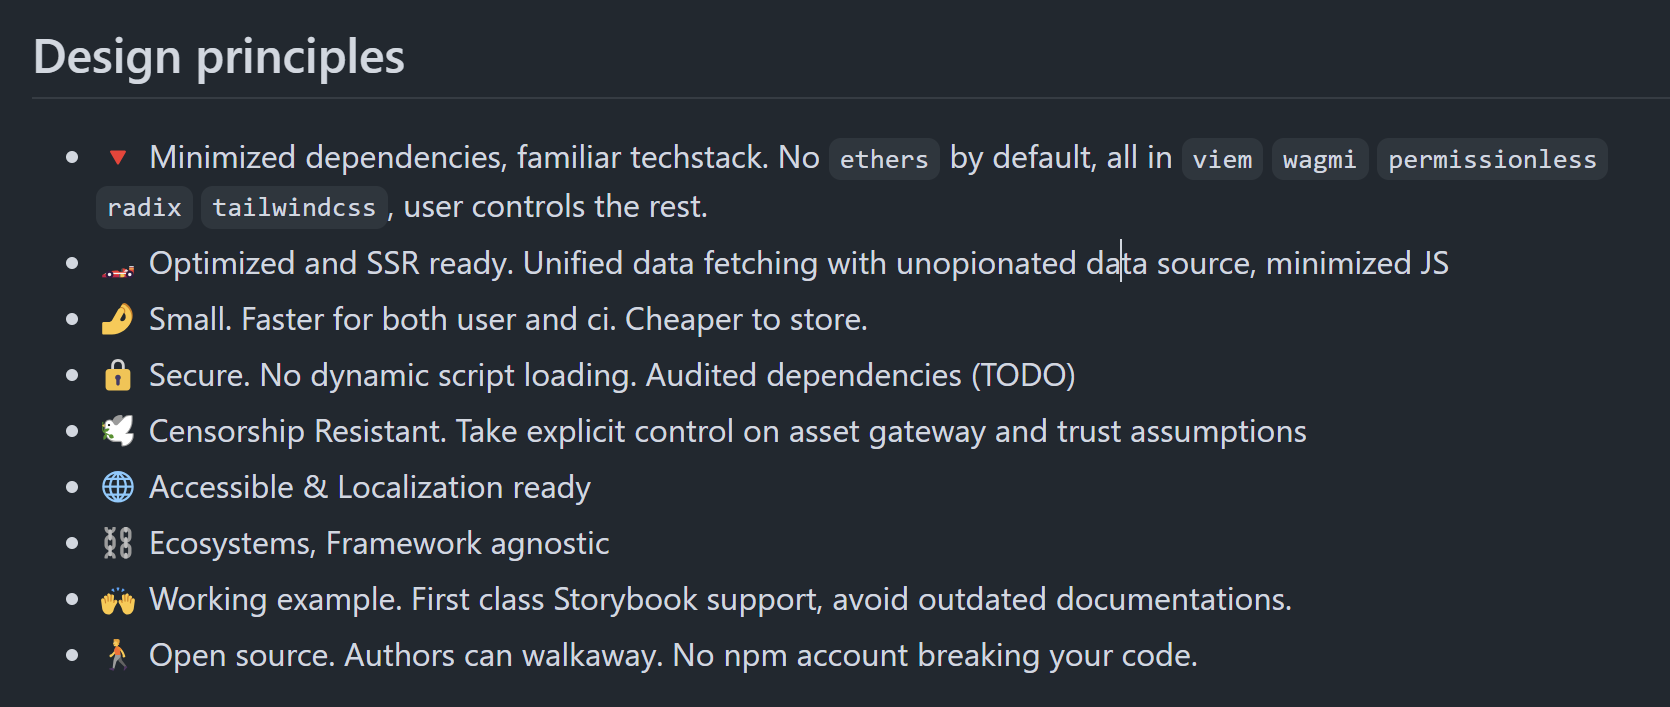 Design principles
🔻 Minimized dependencies, familiar techstack. No ethers by default, all in viem wagmi permissionless
radix tailwindcss, user controls the rest.
🏎️ Optimized and SSR ready. Unified data fetching with unopionated data source, minimized JS
🤌 Small. Faster for both user and ci. Cheaper to store.
🔒 Secure. No dynamic script loading. Audited dependencies (TODO)
🕊️ Censorship Resistant. Take explicit control on asset gateway and trust assumptions
🌐 Accessible & Localization ready
⛓️ Ecosystems, Framework agnostic
🙌 Working example. First class Storybook support, avoid outdated documentations.
🚶 Open source. Authors can walkaway. No npm account breaking your code.